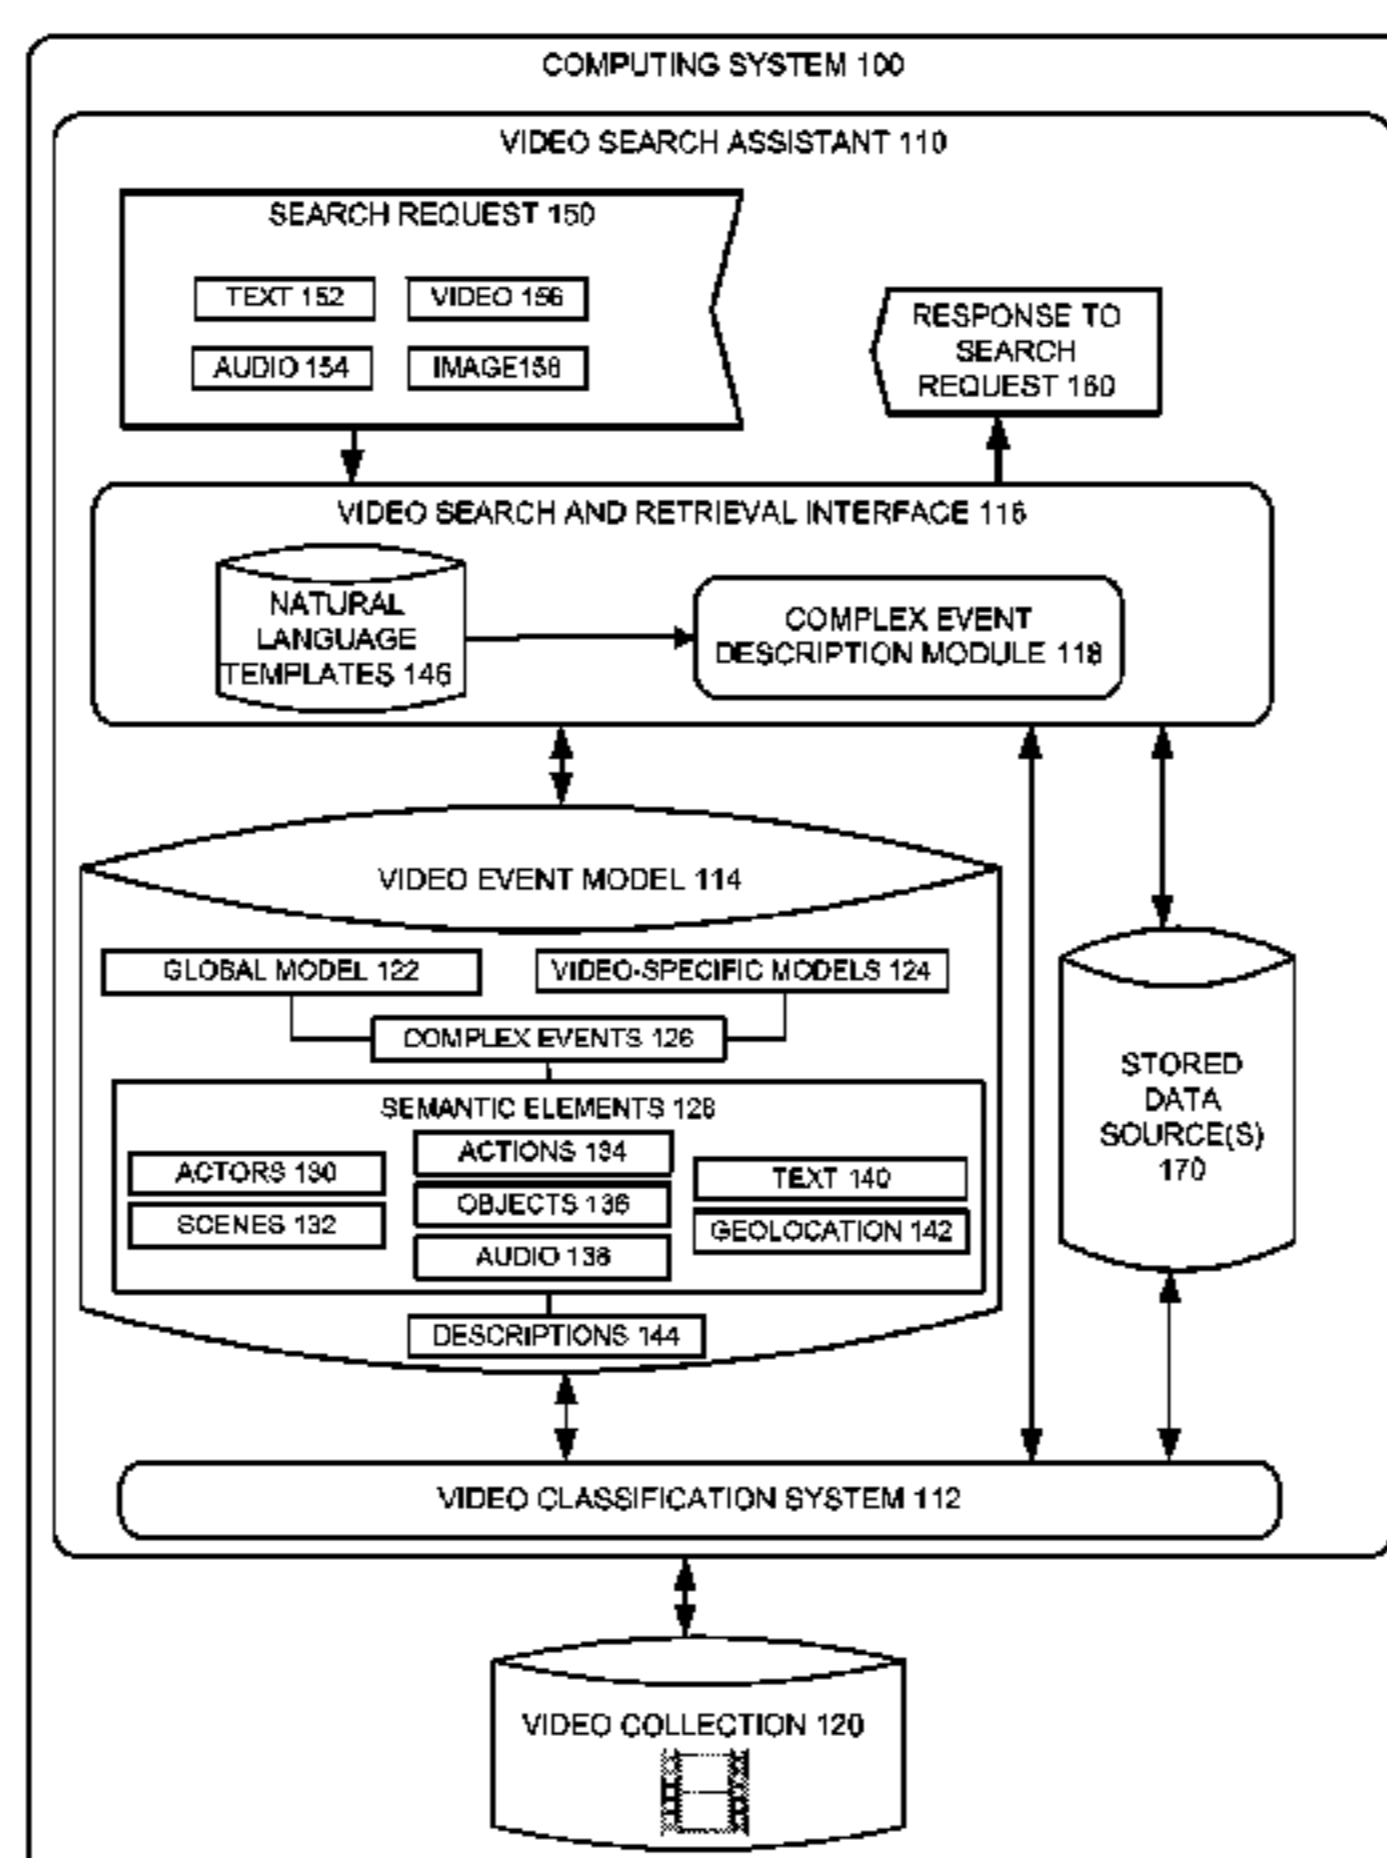 COMPUTING SYSTEM 100
VIDEO SEARCH ASSISTANT 110
SEARCH REQUEST 150
TEXT 152
VIDEO 156
AUDIO 154
IMAGE158
RESPONSE TO
SEARCH
REQUEST 160
VIDEO SEARCH AND RETRIEVAL INTERFACE 116
NATURAL
LANGUAGE
TEMPLATES 146
COMPLEX EVENT
DESCRIPTION MODULE 118
VIDEO EVENT MODEL 114
GLOBAL MODEL 122
VIDEO-SPECIFIC MODELS 124
COMPLEX EVENTS 126
SEMANTIC ELEMENTS 128
ACTORS 130
SCENES 132
ACTIONS 134
OBJECTS 136
AUDIO 138
TEXT 140
GEOLOCATION 142
DESCRIPTIONS 144
STORED
DATA
SOURCE(S)
170
VIDEO CLASSIFICATION SYSTEM 112
VIDEO COLLECTION 120